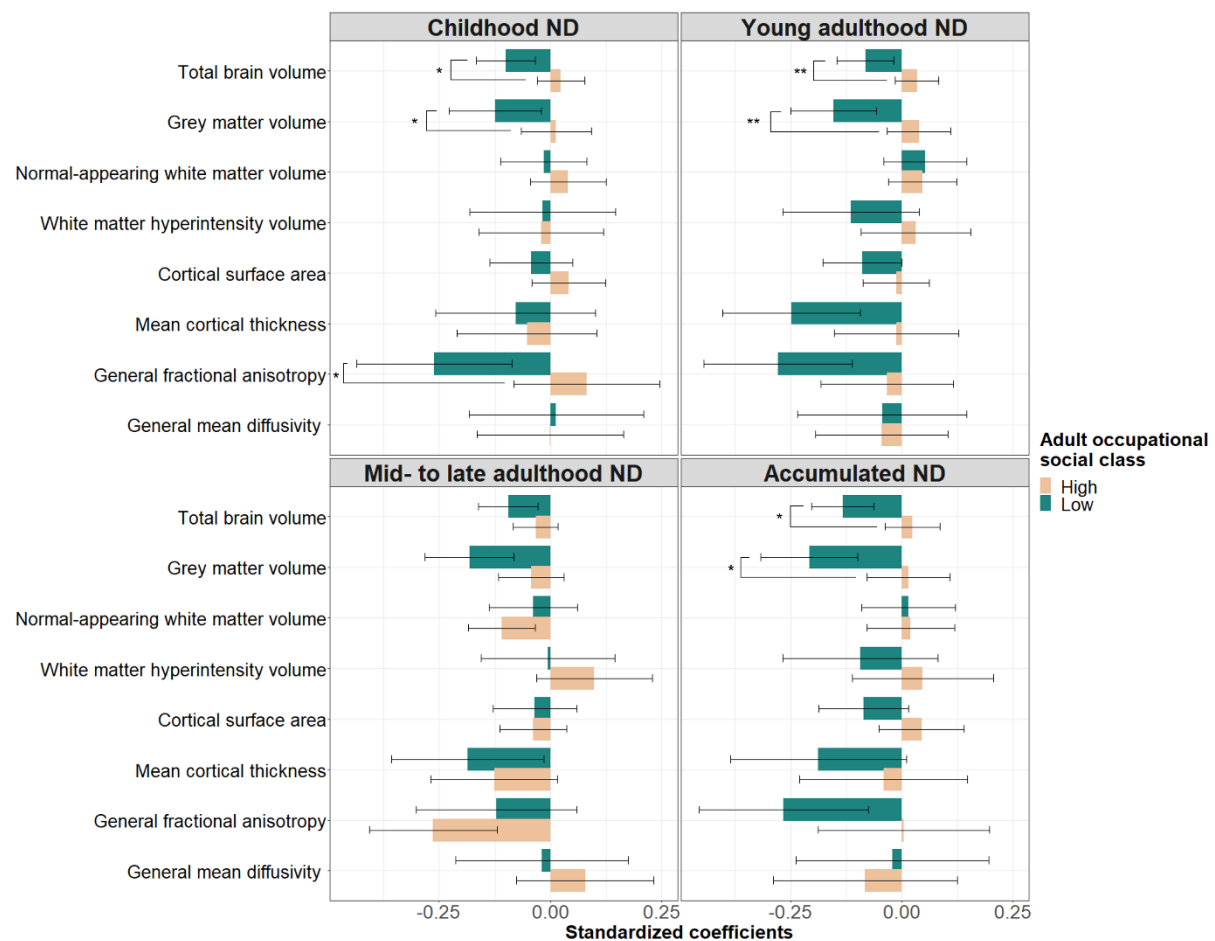 Childhood ND
Young adulthood ND
Total brain volume
* **
Grey matter volume
* **
Normal-appearing white matter volume
White matter hyperintensity volume
Cortical surface area
Mean cortical thickness
General fractional anisotropy
*
General mean diffusivity
Adult occupational
social class
High
Low
Mid- to late adulthood ND
Accumulated ND
Total brain volume
*
Grey matter volume
*
Normal-appearing white matter volume
White matter hyperintensity volume
Cortical surface area
Mean cortical thickness
General fractional anisotropy
General mean diffusivity
-0.25 0.00 0.25 -0.25 0.00 0.25
Standardized coefficients